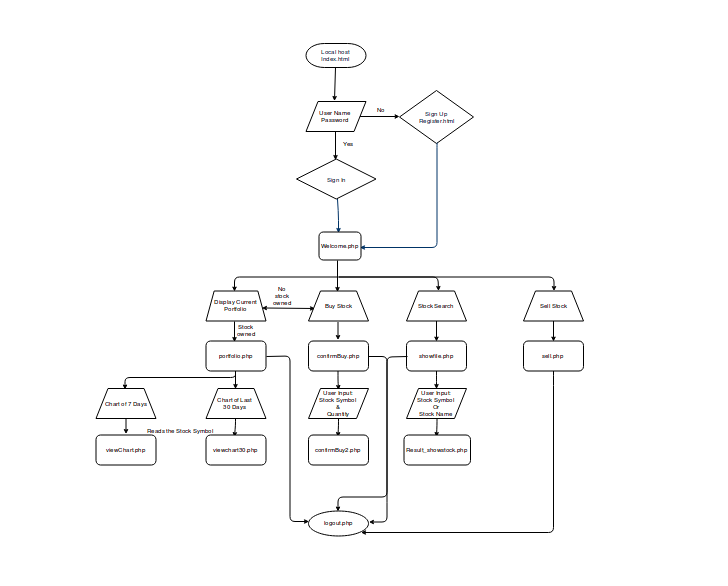 Local host
Index.html
User Name
Password
No
Sign Up
Register.html
Yes
Sign In
Welcome.php
No
stock
owned
Display Current
Portfolio
Buy Stock
Stock Search
Sell Stock
Stock
owned
portfolio.php
confirmBuy.php
showfile.php
sell.php
Chart of 7 Days
Chart of Last
30 Days
User Input:
Stock Symbol
&
Quantity
User Input:
Stock Symbol
Or
Stock Name
Reads the Stock Symbol
viewChart.php
viewchart30.php
confirmBuy2.php
Result_showstock.php
logout.php